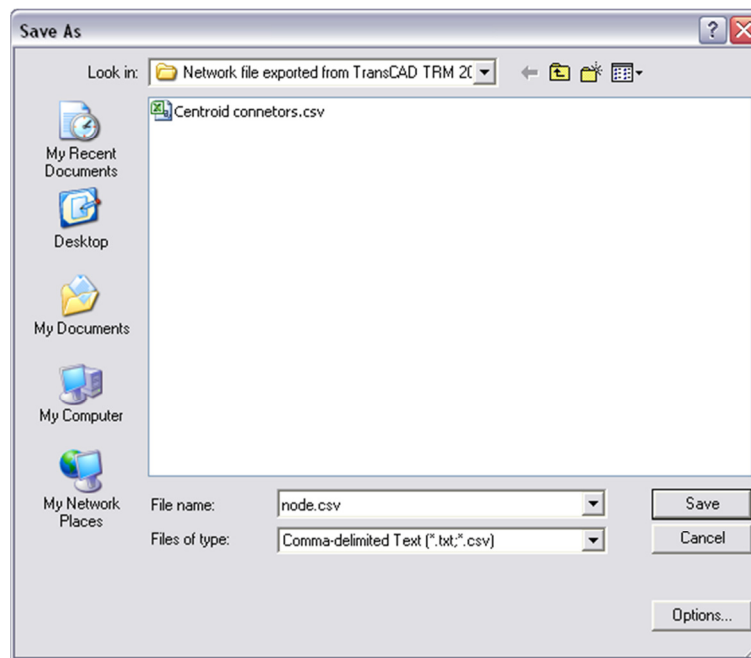 Save As
Look in: Network file exported from TransCAD TRM 20
Centroid connetors.csv
My Recent
Documents
Desktop
My Documents
My Computer
My Network
Places
File name: node.csv Save
Files of type: Comma-delimited Text (*.txt;*.csv) Cancel
Options...